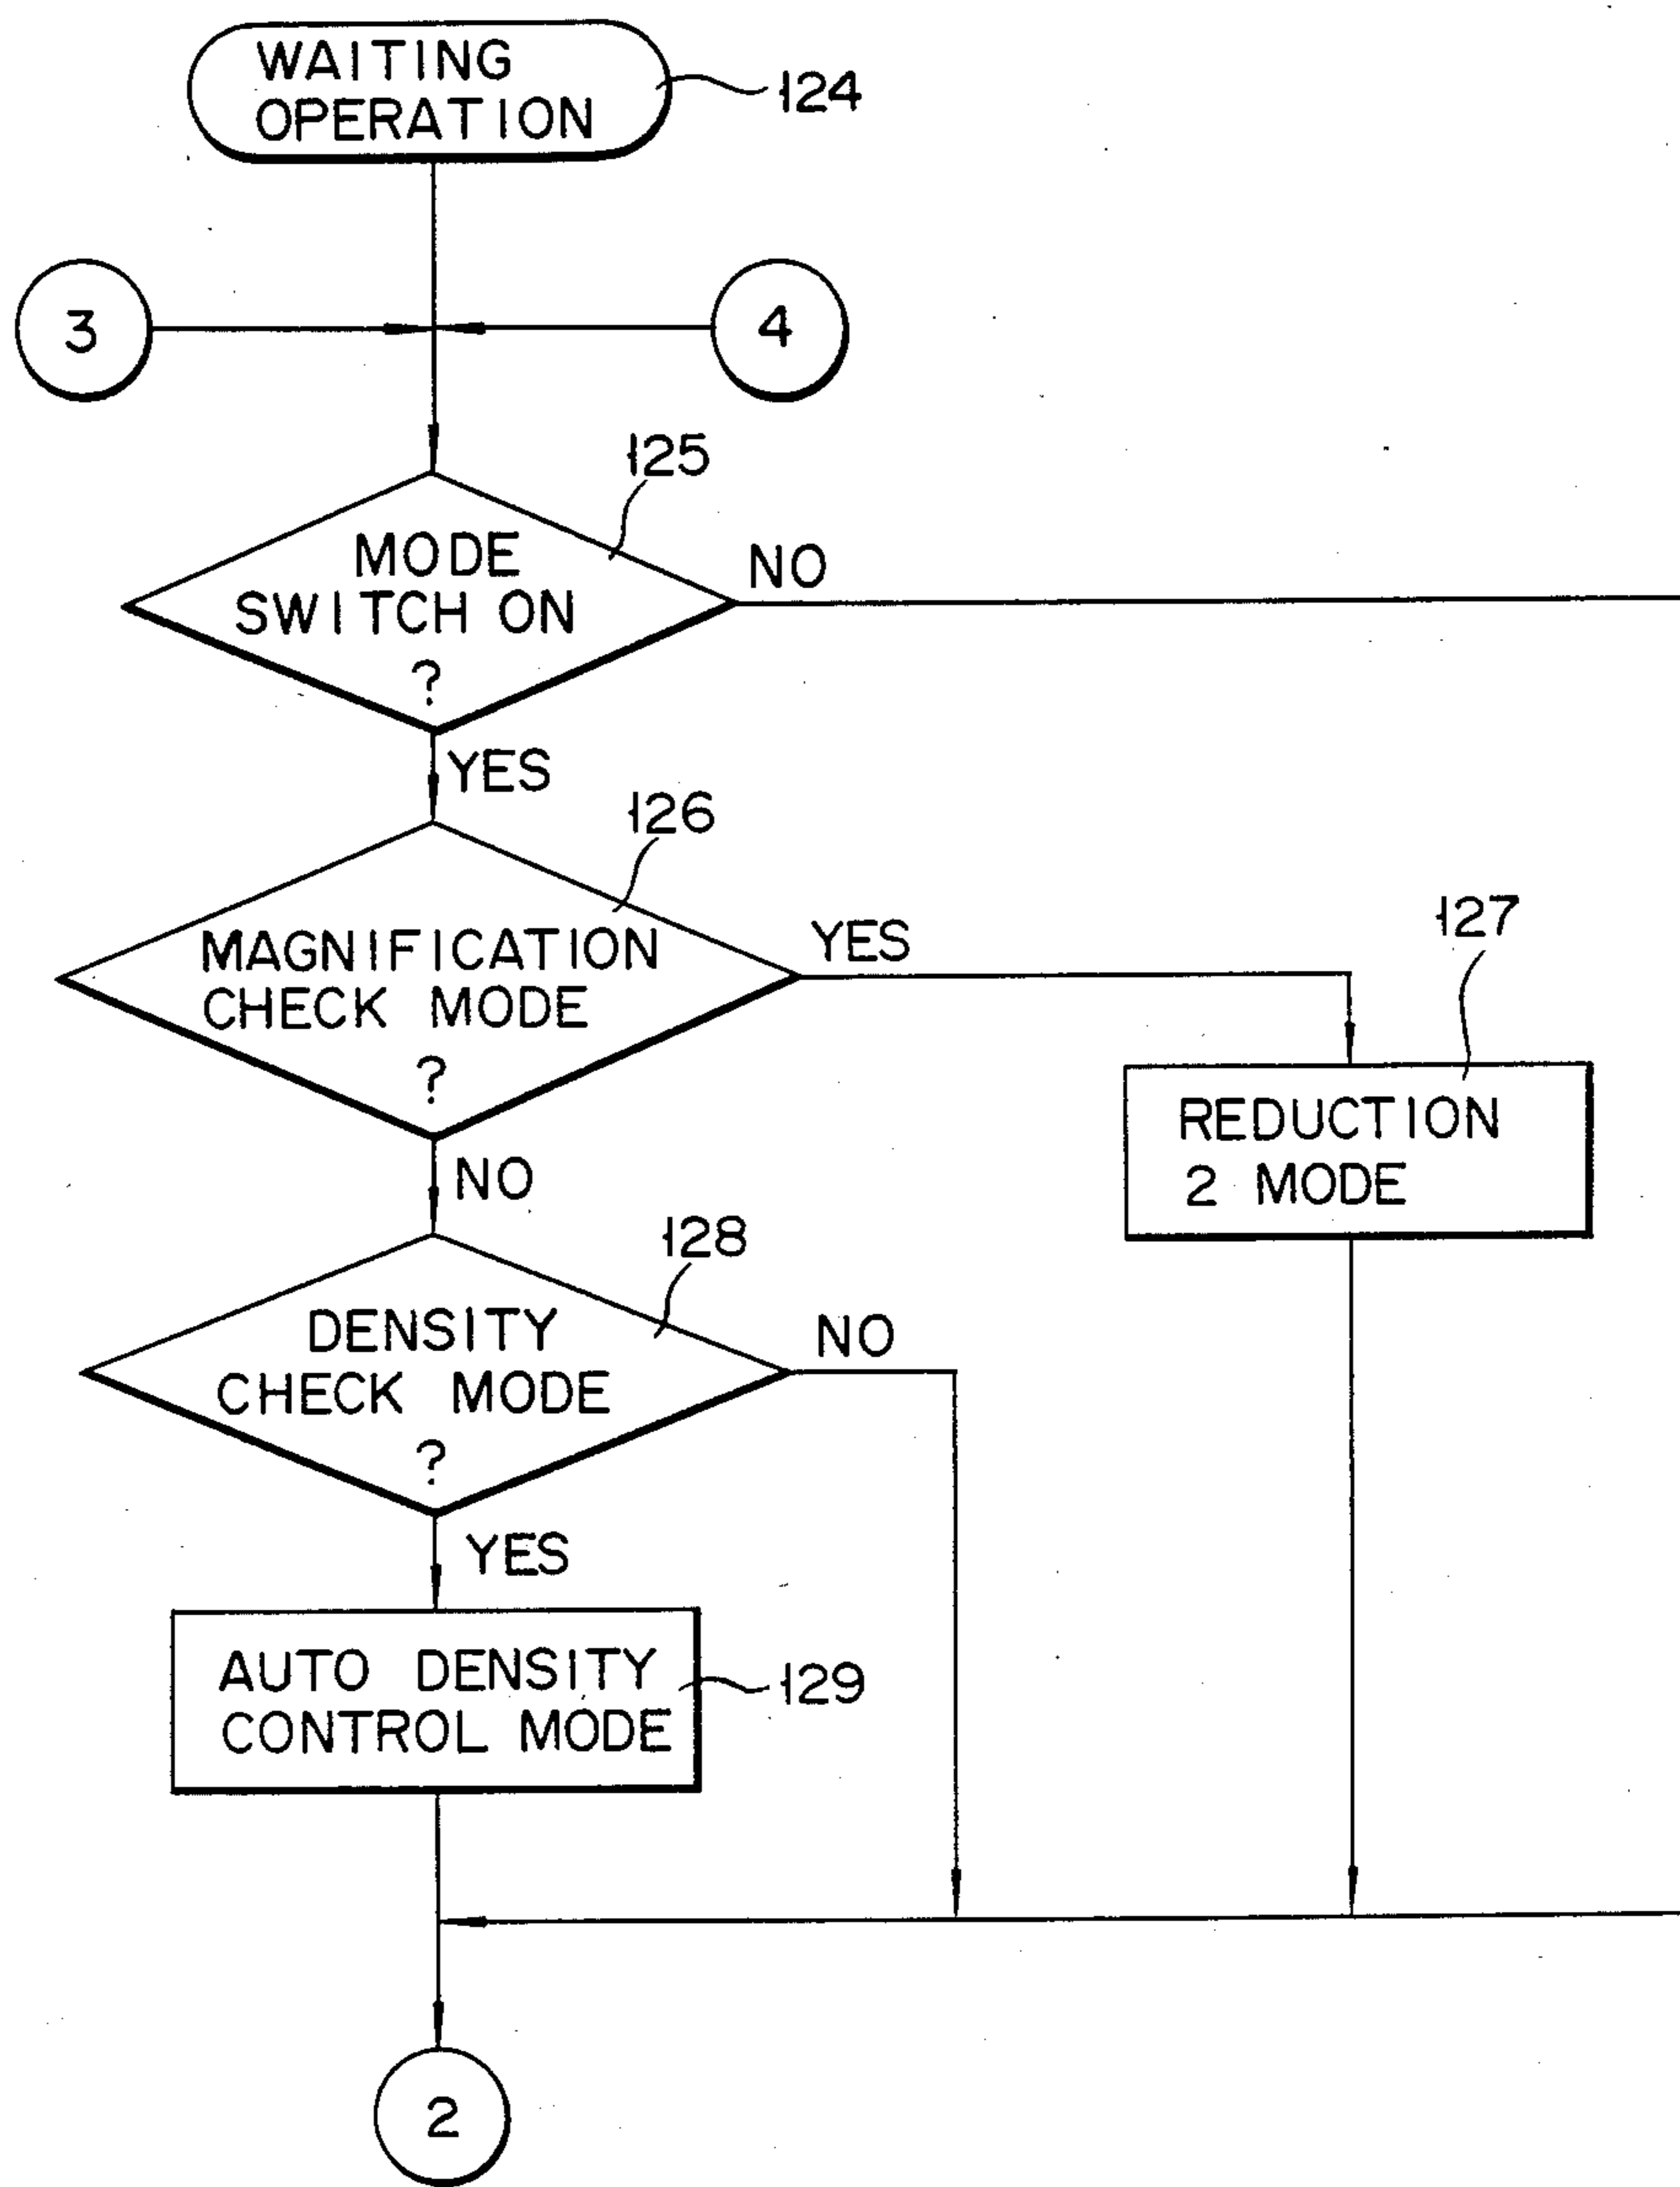 WAITING
OPERATION
124
3
4
125
MODE
SWITCH ON
?
NO
YES
126
MAGNIFICATION
CHECK MODE
?
YES
127
REDUCTION
2 MODE
NO
128
DENSITY
CHECK MODE
?
NO
YES
AUTO DENSITY
CONTROL MODE
129
2